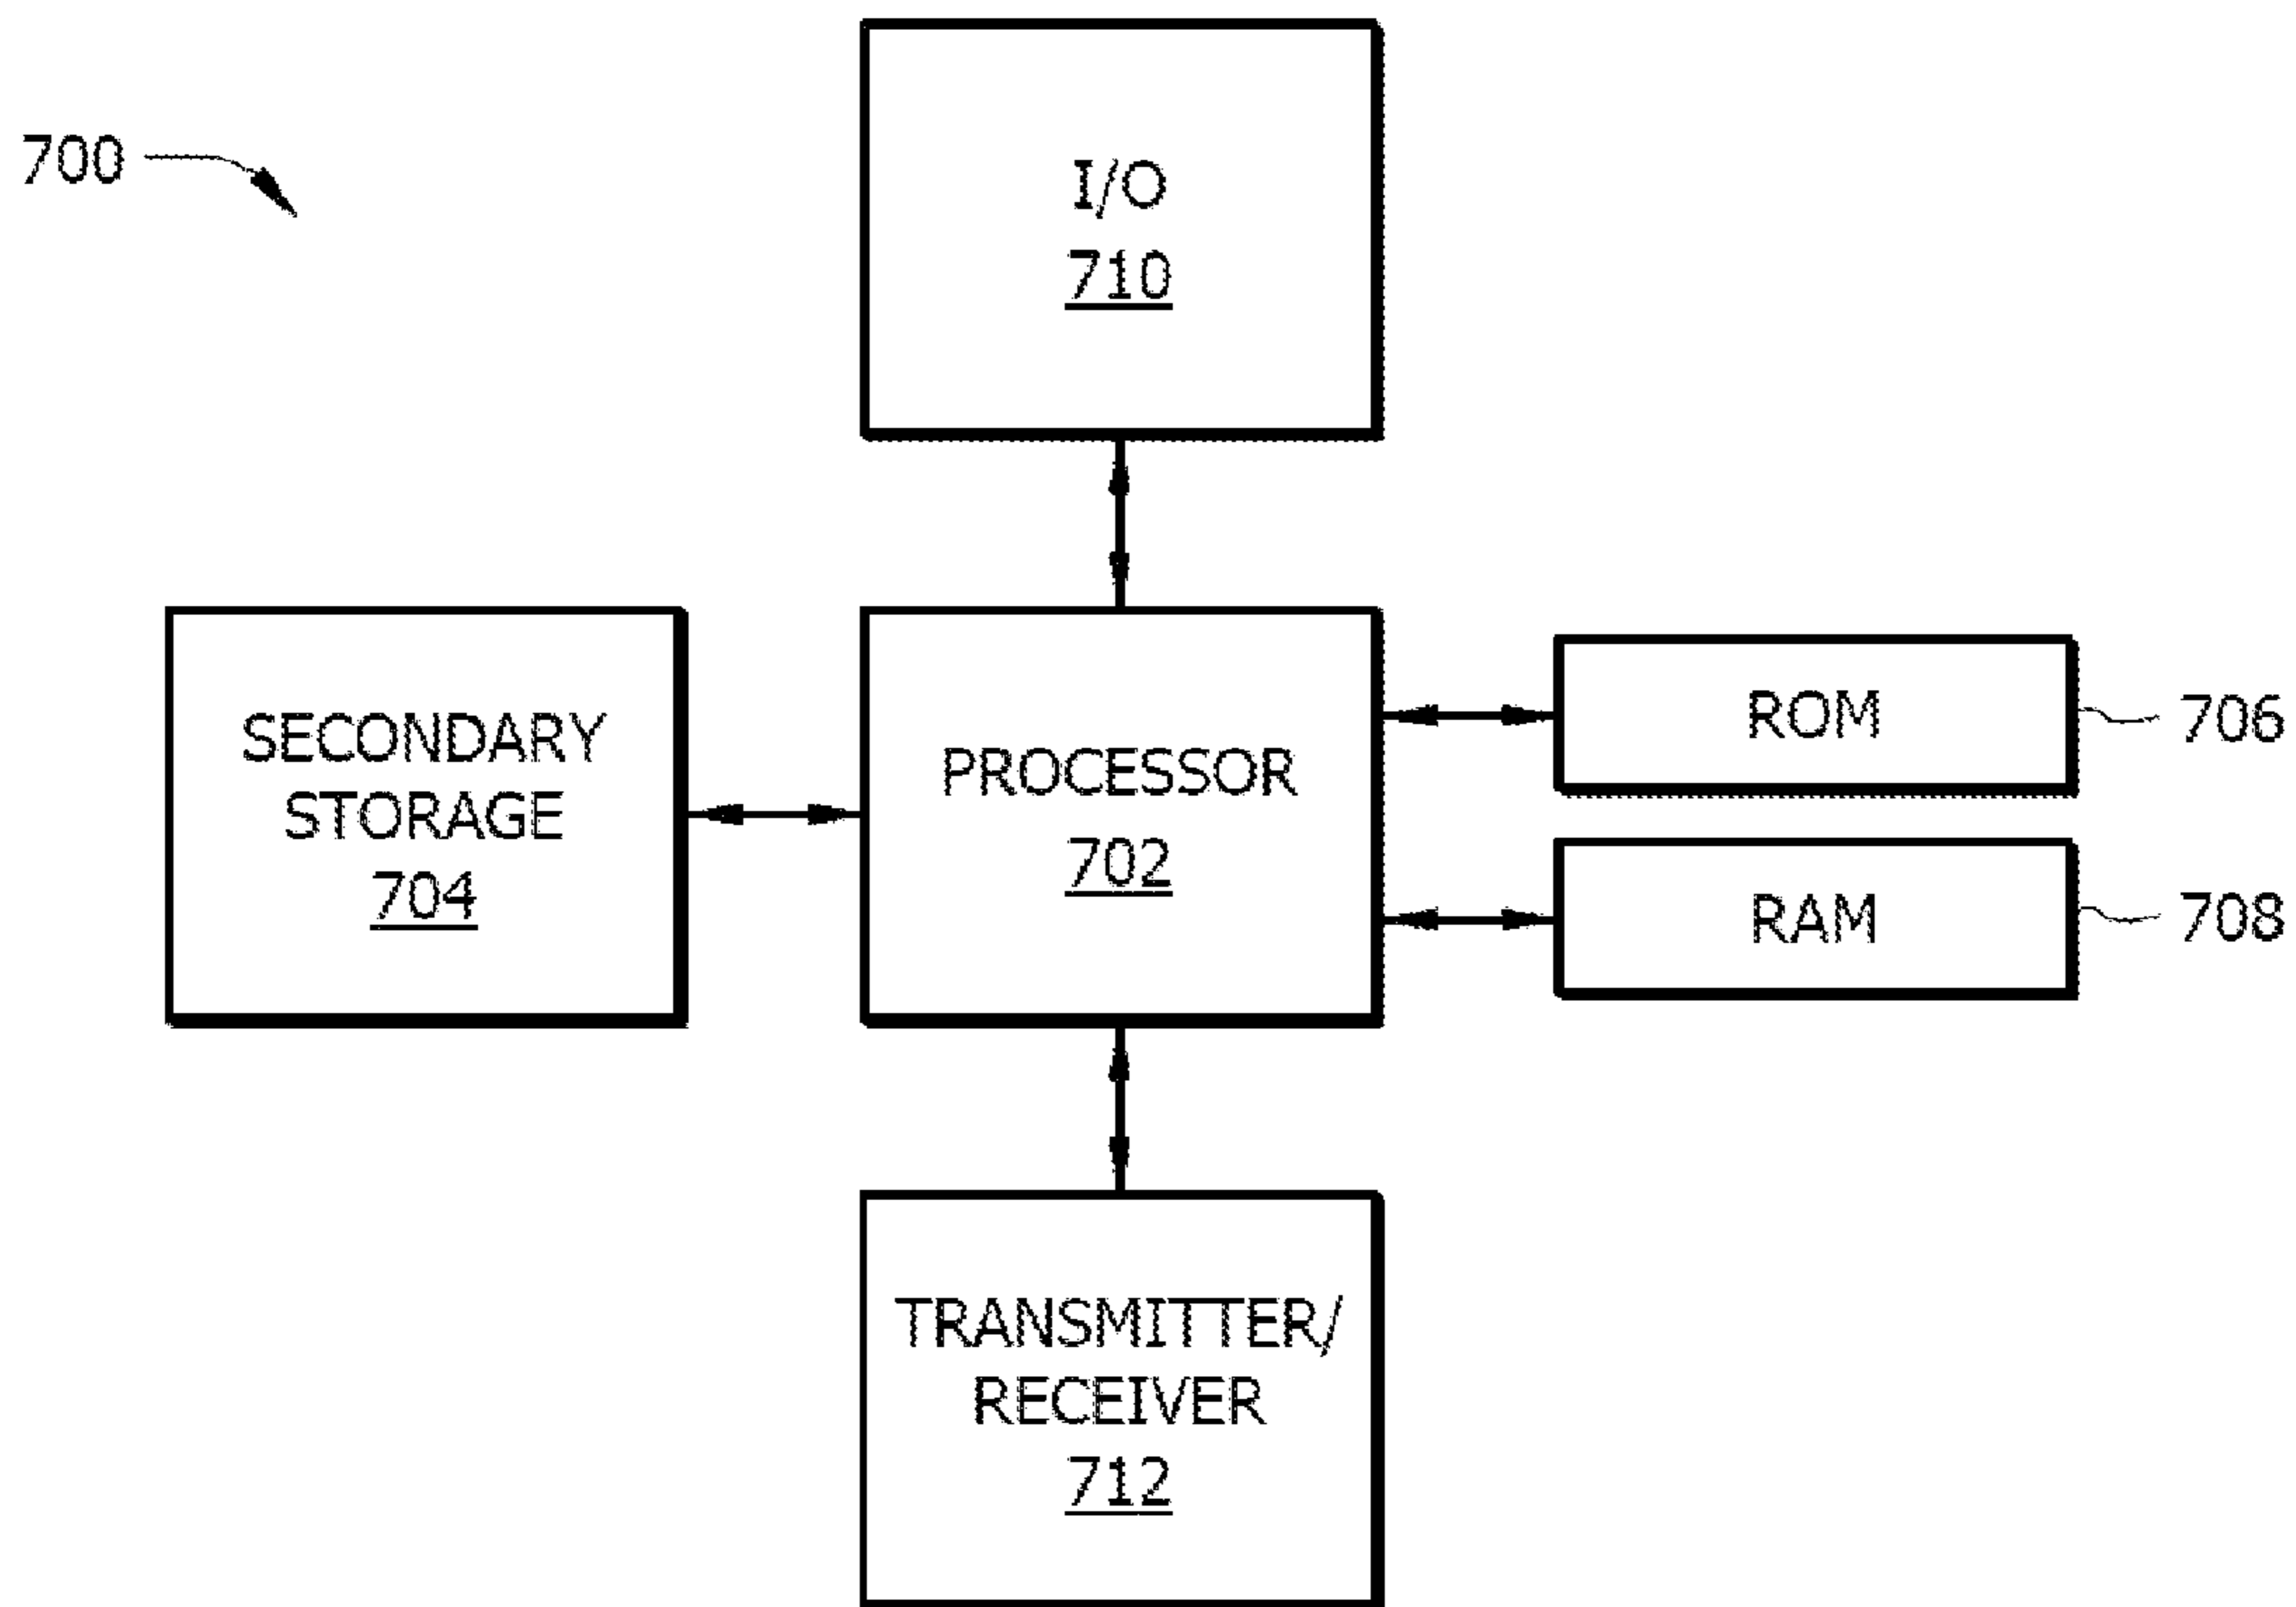 700
I/O
710
SECONDARY
STORAGE
704
PROCESSOR
702
ROM
706
RAM
708
TRANSMITTER/
RECEIVER
712